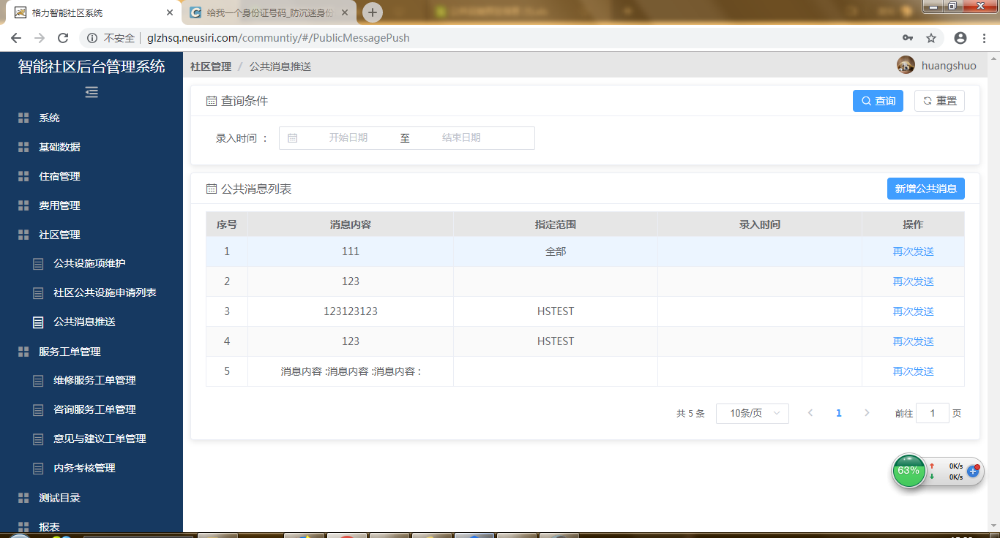 格力智能社区系统
给我一个身份证号码_防沉迷身份
不安全 glzhsq.neusiri.com/communtiy/#/PublicMessagePush
智能社区后台管理系统
系统
基础数据
住宿管理
费用管理
社区管理
公共设施项维护
社区公共设施申请列表
公共消息推送
服务工单管理
维修服务工单管理
咨询服务工单管理
意见与建议工单管理
内务考核管理
测试目录
报表
社区管理 / 公共消息推送
huangshuo
查询条件
查询
重置
录入时间 : 开始日期 至 结束日期
公共消息列表
新增公共消息
序号 消息内容 指定范围 录入时间 操作
1 111 全部 再次发送
2 123 再次发送
3 123123123 HSTEST 再次发送
4 123 HSTEST 再次发送
5 消息内容 :消息内容 :消息内容 : 再次发送
共 5 条 10条/页 1 前往 1 页
63% 0K/s
0K/s